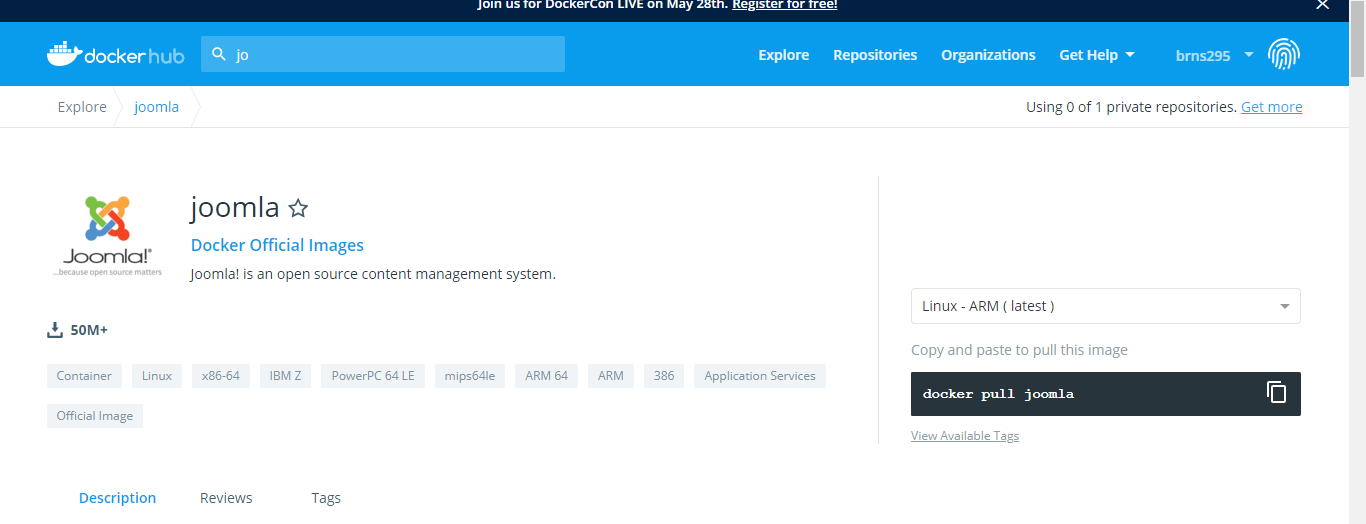 Join us for DockerCon LIVE on May 28th. Register for free!
docker hub
jo
Explore Repositories Organizations Get Help brns295
Explore joomla
Using 0 of 1 private repositories. Get more
joomla
Docker Official Images
Joomla! is an open source content management system.
Joomla!®
...because open source matters
50M+
Container Linux x86-64 IBM Z PowerPC 64 LE mips64le ARM 64 ARM 386 Application Services
Official Image
Linux - ARM ( latest )
Copy and paste to pull this image
docker pull joomla
View Available Tags
Description Reviews Tags